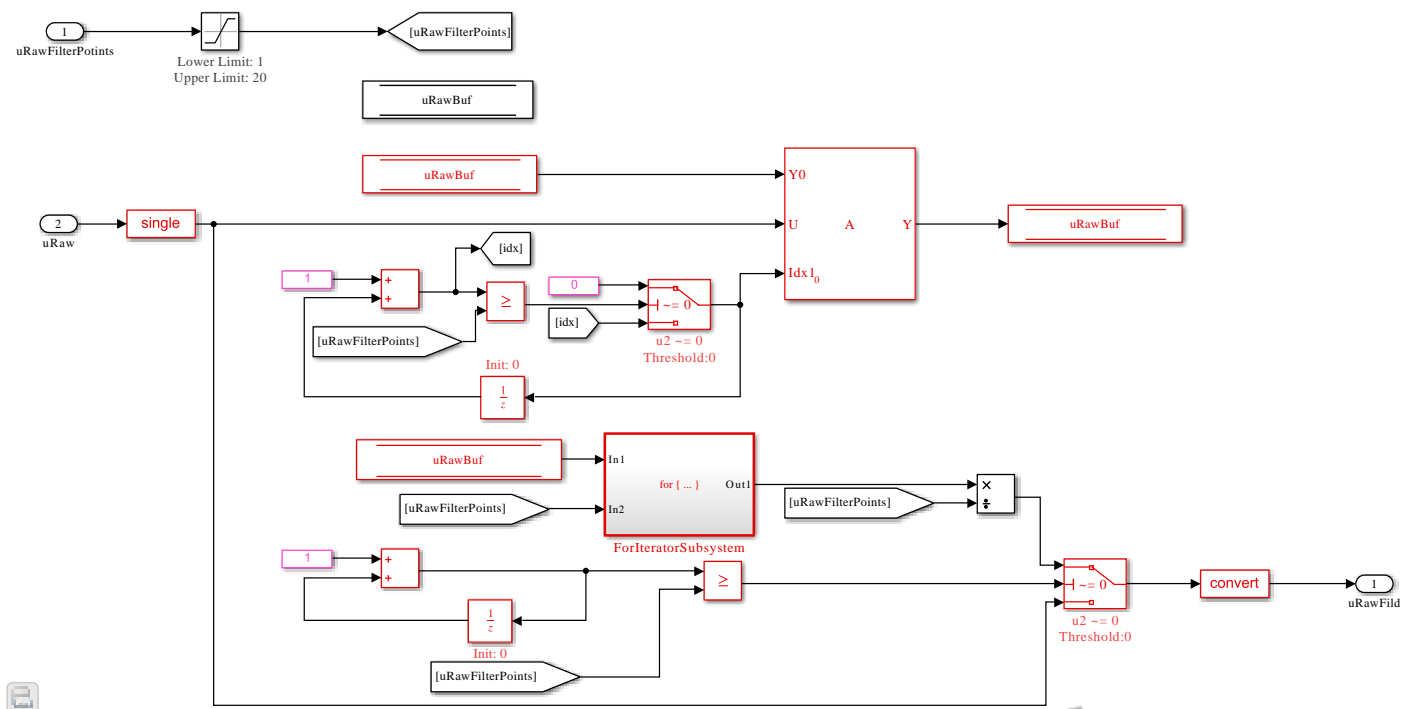 1
uRawFilterPotints
Lower Limit: 1
Upper Limit: 20
[uRawFilterPoints]
uRawBuf
uRawBuf
2
uRaw
single
Y0
U
A
Y
Idx1 0
uRawBuf
[idx]
1
+
+
≥
0
[idx]
~= 0
u2 ~= 0
Threshold:0
[uRawFilterPoints]
Init: 0
1
z
uRawBuf
[uRawFilterPoints]
In1
In2
for { ... }
Out1
ForIteratorSubsystem
[uRawFilterPoints]
×
÷
1
+
+
≥
1
z
Init: 0
[uRawFilterPoints]
~= 0
u2 ~= 0
Threshold:0
convert
1
uRawFild